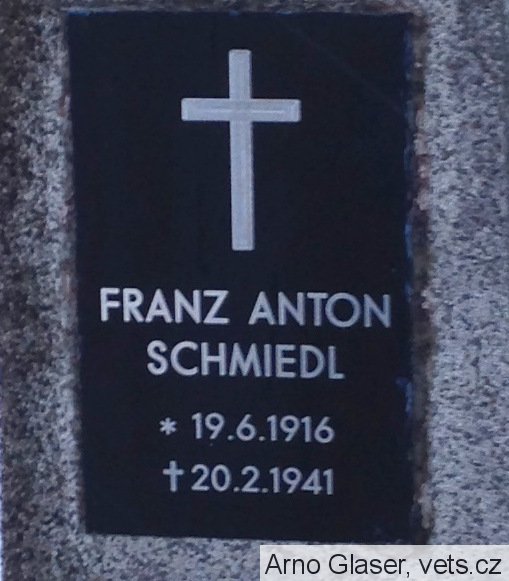 FRANZ ANTON
SCHMIEDL
* 19.6.1916
† 20.2.1941
Arno Glaser, vets.cz